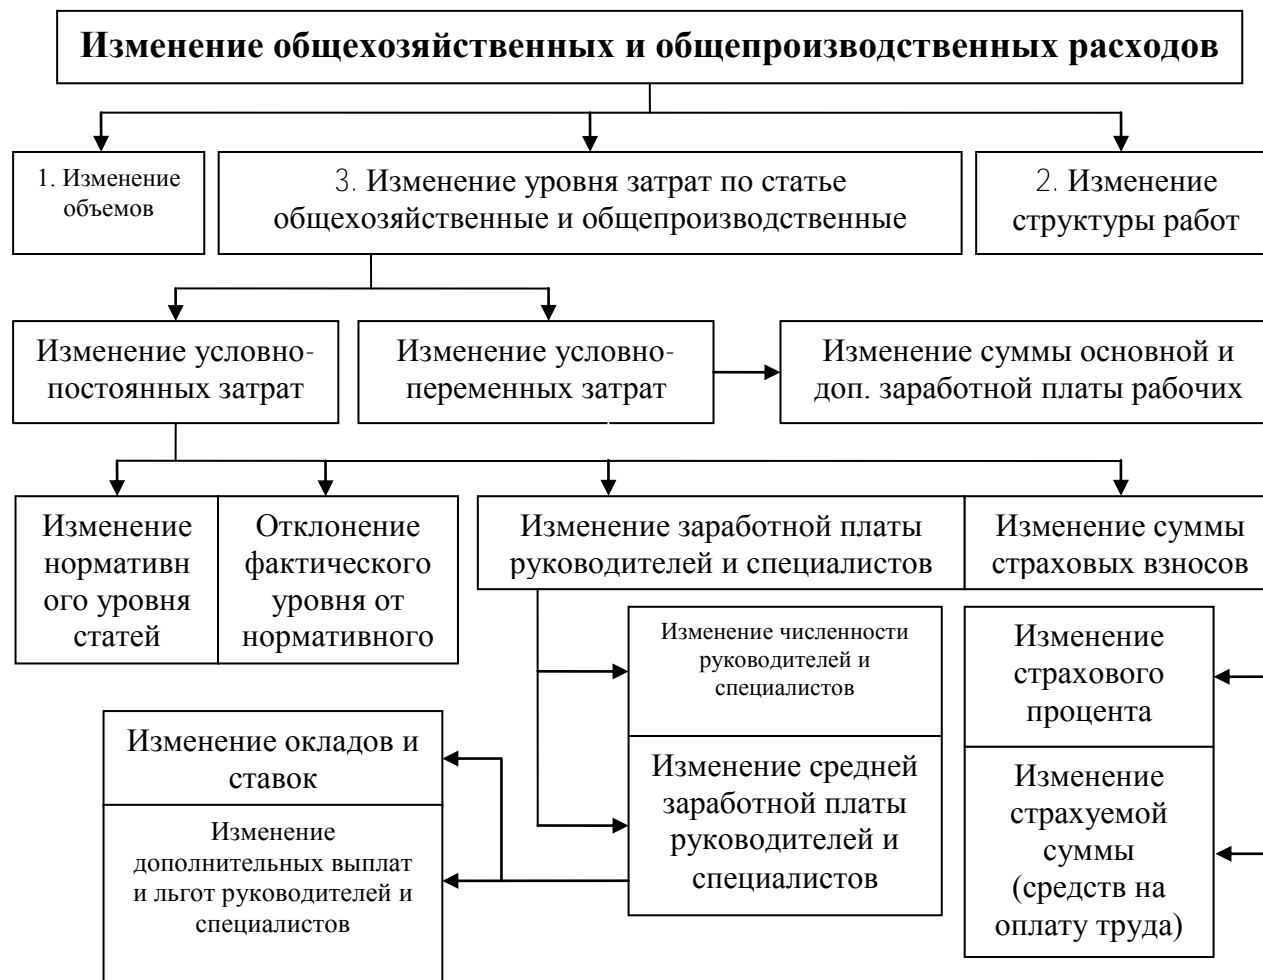 Изменение общехозяйственных и общепроизводственных расходов
1. Изменение
объемов
3. Изменение уровня затрат по статье
общехозяйственные и общепроизводственные
2. Изменение
структуры работ
Изменение условно-
постоянных затрат
Изменение условно-
переменных затрат
Изменение суммы основной и
доп. заработной платы рабочих
Изменение
нормативн
ого уровня
статей
Отклонение
фактического
уровня от
нормативного
Изменение заработной платы
руководителей и специалистов
Изменение суммы
страховых взносов
Изменение численности
руководителей и
специалистов
Изменение
страхового
процента
Изменение окладов и
ставок
Изменение средней
заработной платы
руководителей и
специалистов
Изменение
страхуемой
суммы
(средств на
оплату труда)
Изменение
дополнительных выплат
и льгот руководителей и
специалистов